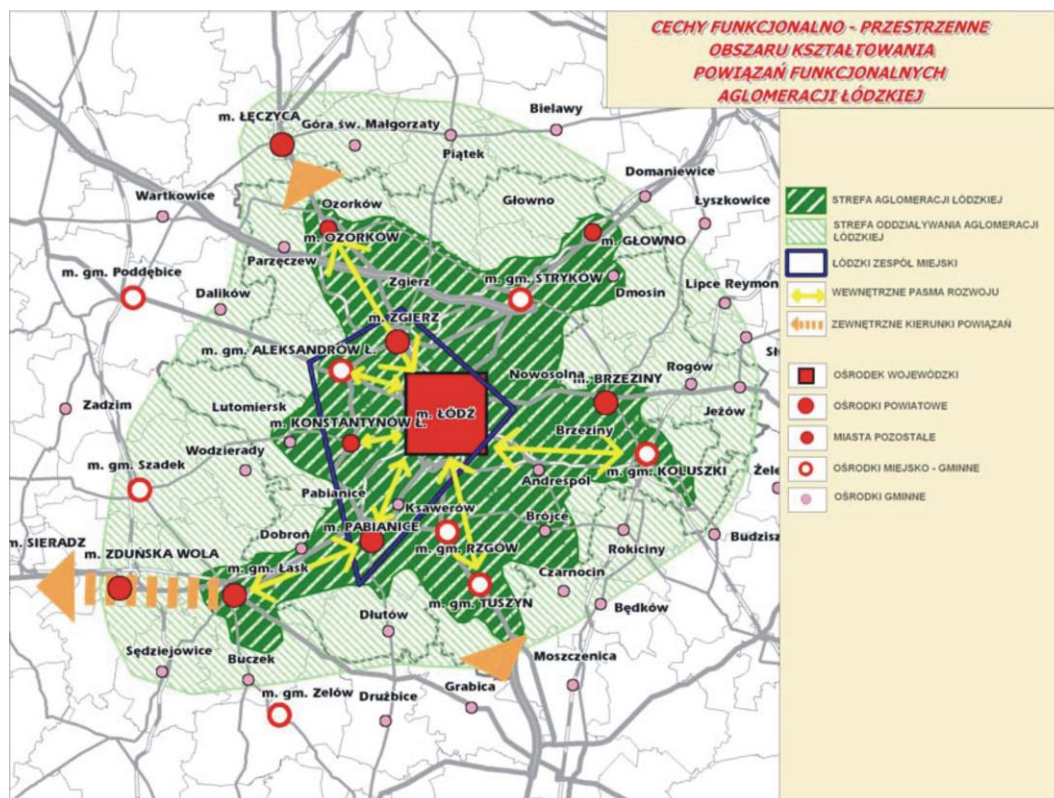 CECHY FUNKCJONALNO - PRZESTRZENNE
OBSZARU KSZTAŁTOWANIA
POWIĄZAŃ FUNKCJONALNYCH
AGLOMERACJI ŁÓDZKIEJ
STREFA AGLOMERACJI ŁÓDZKIEJ
STREFA ODDZIAŁYWANIA AGLOMERACJI
ŁÓDZKIEJ
ŁÓDZKI ZESPÓŁ MIEJSKI
WEWNĘTRZNE PASMA ROZWOJU
ZEWNĘTRZNE KIERUNKI POWIĄZAŃ
OŚRODEK WOJEWÓDZKI
OŚRODKI POWIATOWE
MIASTA POZOSTAŁE
OŚRODKI MIEJSKO - GMINNE
OŚRODKI GMINNE
Bielawy
m. ŁĘCZYCA
Góra św. Małgorzaty
Piątek
Domaniewice
Wartkowice
Ozorków
Głowno
Łyszkowice
m. OZORKÓW
m. GŁOWNO
Parzęczew
m. gm. Poddębice
Zgierz
m. gm. STRYKÓW
Dmosin
Lipce Reymon
Dalików
m. ZGIERZ
m. gm. ALEKSANDRÓW Ł.
Nowosolna
Rogów
m. BRZEZINY
Zadzim
Lutomiersk
m. KONSTANTYNÓW Ł.
m. ŁÓDŹ
Brzeziny
Jeżów
Wodzierady
m. gm. Szadek
m. gm. KOLUSZKI
Żele
Pabianice
Andrespol
Ksawerów
Brójce
Dobroń
m. PABIANICE
Budzisz
m. SIERADZ
m. ZDUŃSKA WOLA
m. gm. RZGÓW
Rokiciny
m. gm. Łask
Czarnocin
m. gm. TUSZYN
Będków
Dłutów
Sędziejowice
Buczek
Moszczenica
m. gm. Zelów
Drużbice
Grabica